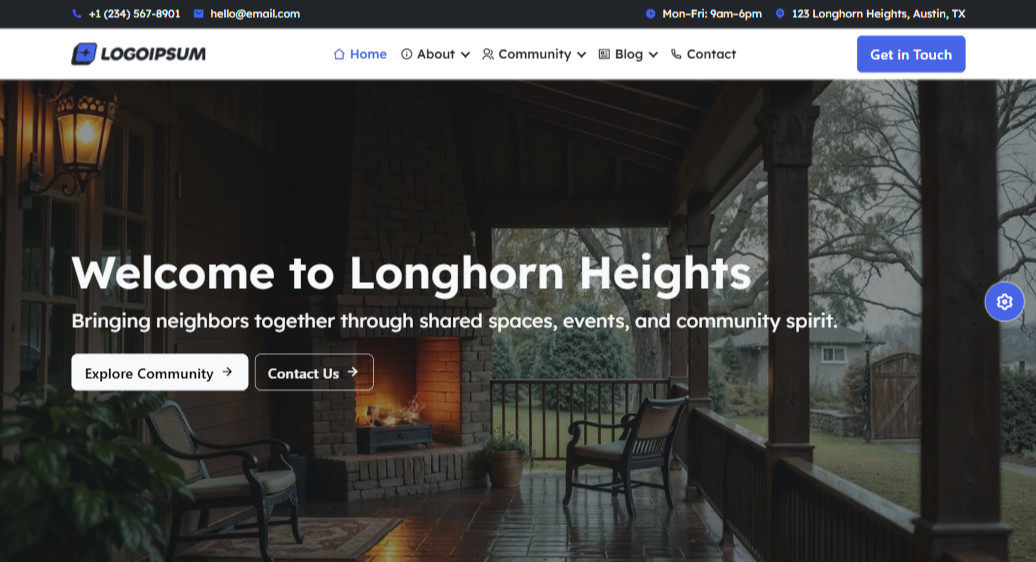 +1 (234) 567-8901 hello@email.com Mon–Fri: 9am–6pm 123 Longhorn Heights, Austin, TX
LOGOIPSUM Home About Community Blog Contact Get in Touch
Welcome to Longhorn Heights
Bringing neighbors together through shared spaces, events, and community spirit.
Explore Community Contact Us